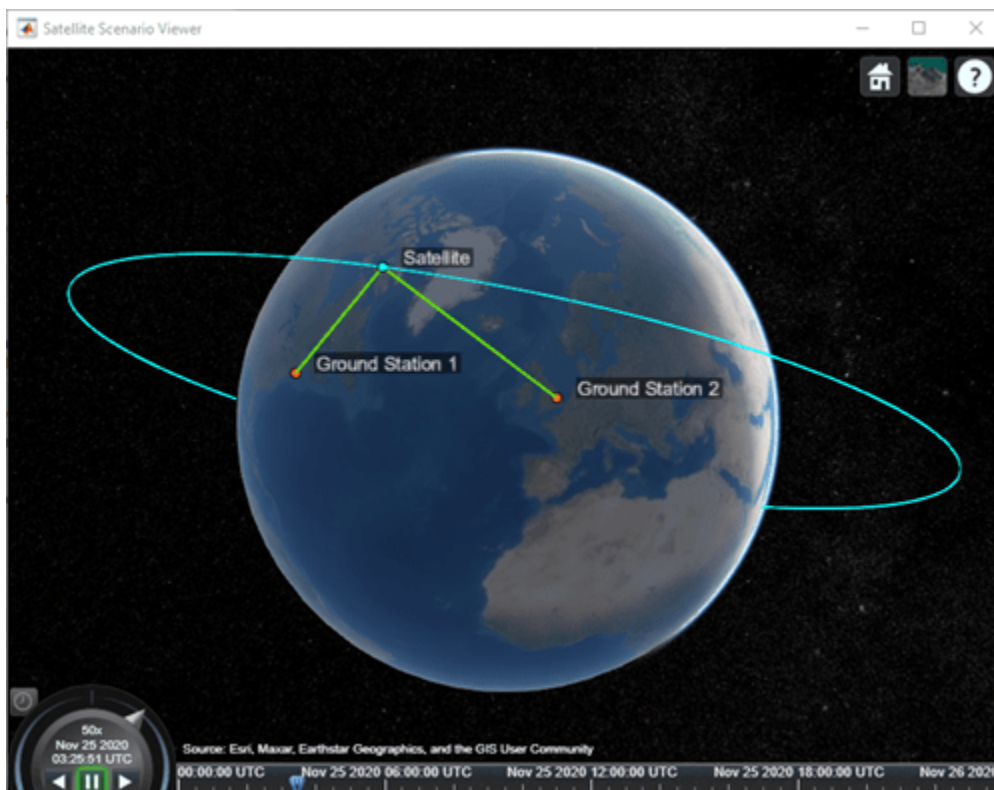 Satellite Scenario Viewer
?
Satellite
Ground Station 1
Ground Station 2
50x
Nov 25 2020
03:25:51 UTC
Source: Esri, Maxar, Earthstar Geographics, and the GIS User Community
00:00:00 UTC Nov 25 2020 06:00:00 UTC Nov 25 2020 12:00:00 UTC Nov 25 2020 18:00:00 UTC Nov 26 2020